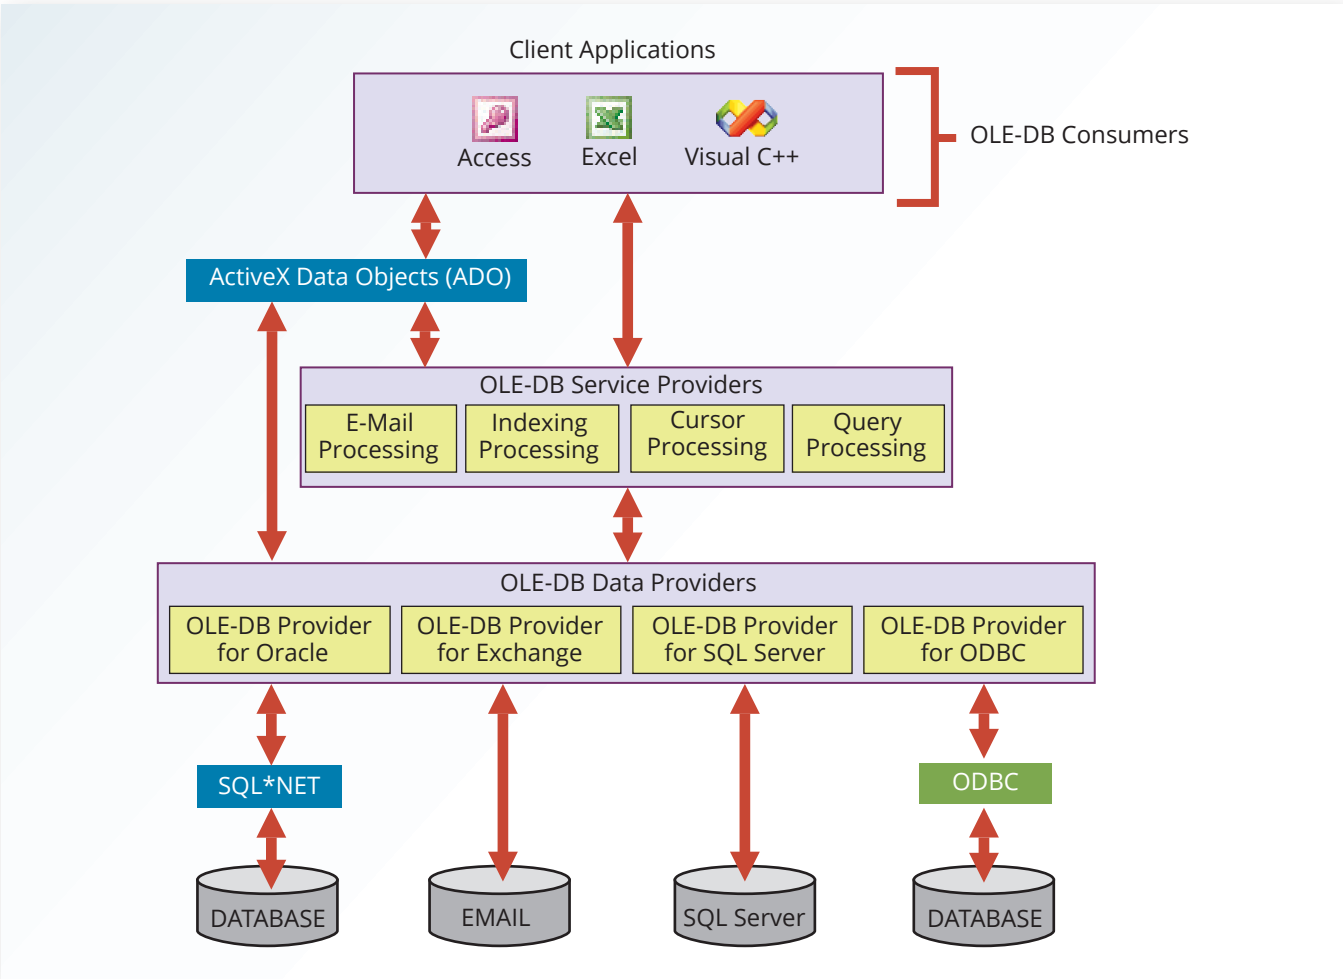 Client Applications
Access
Excel
Visual C++
OLE-DB Consumers
ActiveX Data Objects (ADO)
OLE-DB Service Providers
E-Mail
Processing
Indexing
Processing
Cursor
Processing
Query
Processing
OLE-DB Data Providers
OLE-DB Provider
for Oracle
OLE-DB Provider
for Exchange
OLE-DB Provider
for SQL Server
OLE-DB Provider
for ODBC
SQL*NET
ODBC
DATABASE
EMAIL
SQL Server
DATABASE